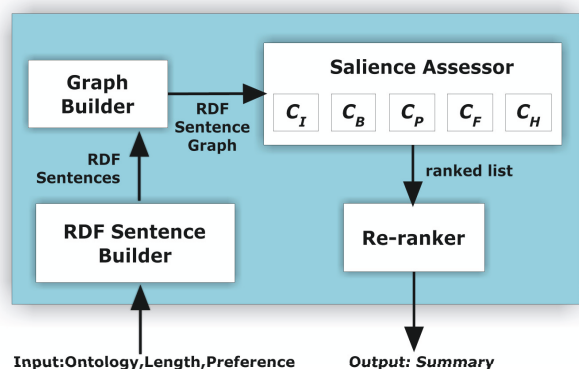 Graph
Builder
RDF
Sentence
Graph
Salience Assessor
C_I C_B C_P C_F C_H
RDF
Sentences
ranked list
RDF Sentence
Builder
Re-ranker
Input:Ontology,Length,Preference
Output: Summary